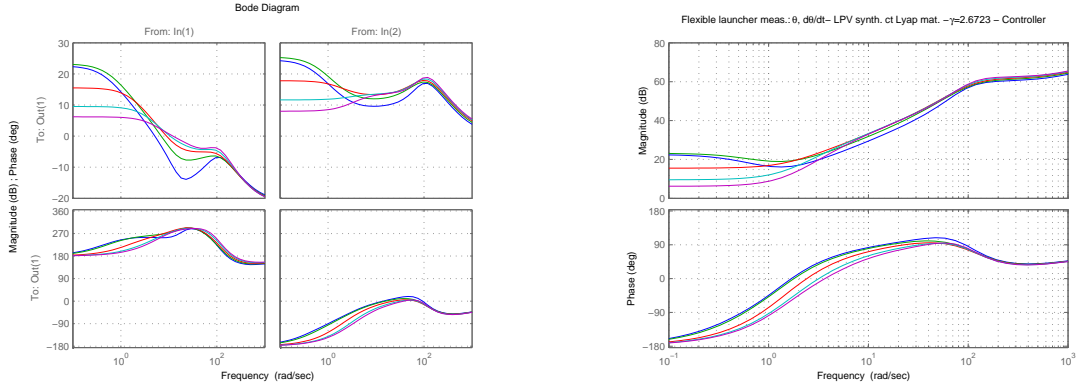 Bode Diagram
From: In(1)
From: In(2)
30
20
10
0
−10
−20
To: Out(1)
Magnitude (dB) ; Phase (deg)
360
270
180
90
0
−90
−180
To: Out(1)
10^0
10^2
10^0
10^2
Frequency (rad/sec)
Flexible launcher meas.: θ, dθ/dt− LPV synth. ct Lyap mat. −γ=2.6723 − Controller
80
60
40
20
0
Magnitude (dB)
180
90
0
−90
−180
Phase (deg)
10^−1
10^0
10^1
10^2
10^3
Frequency (rad/sec)